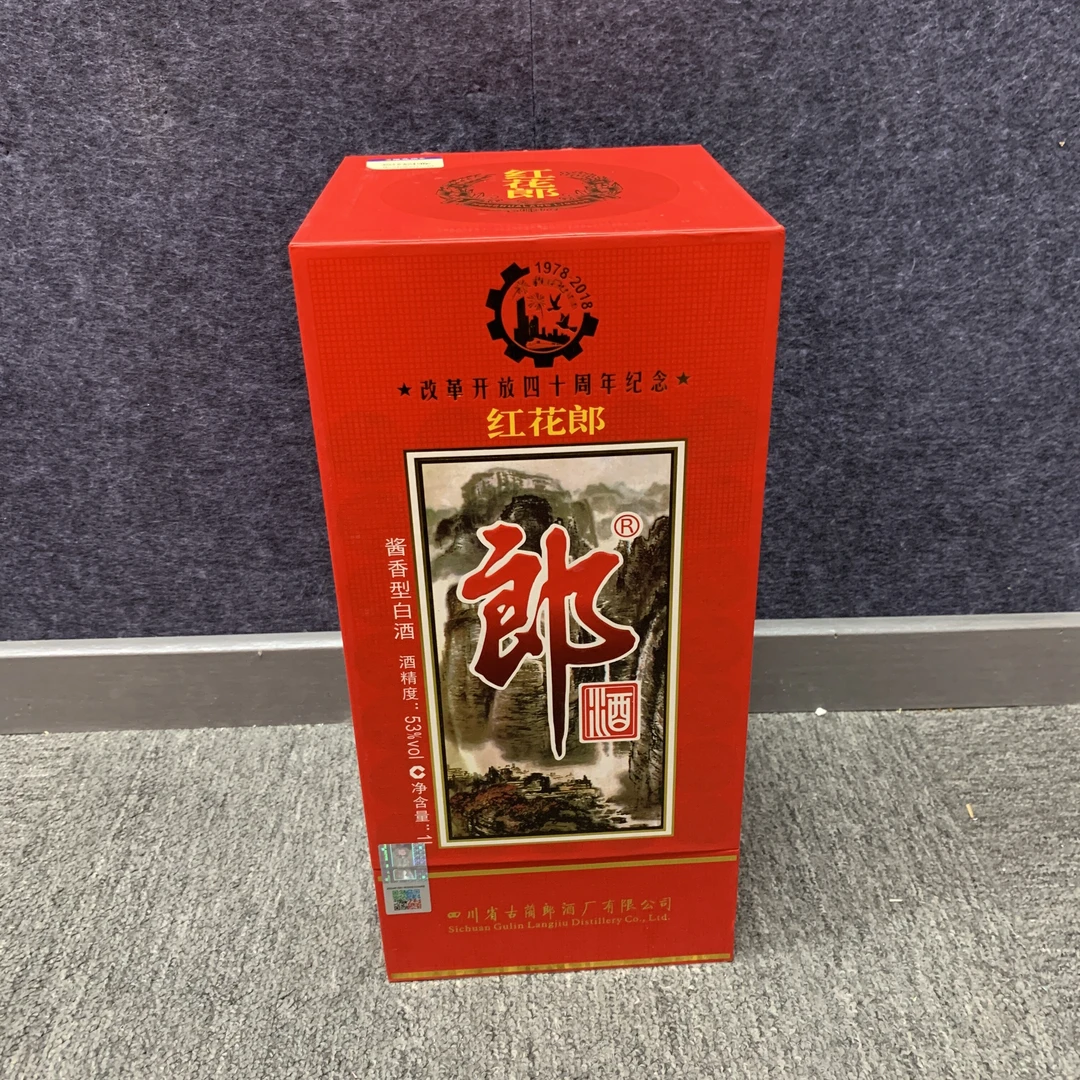 红花郎
1978-2018
★改革开放四十周年纪念★
红花郎
郎®
酒
酱香型白酒 酒精度：53%vol 净含量：1L
四川省古蔺郎酒厂有限公司
Sichuan Gulin Langjiu Distillery Co., Ltd.